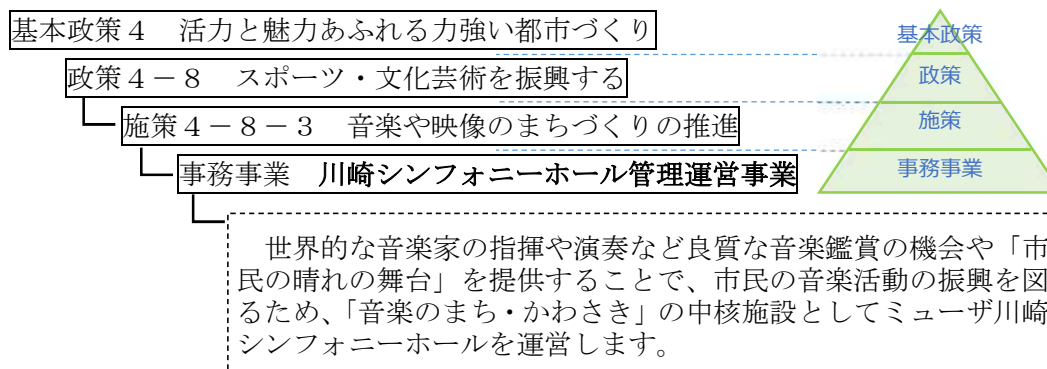 基本政策４　活力と魅力あふれる力強い都市づくり
政策４－８　スポーツ・文化芸術を振興する
施策４－８－３　音楽や映像のまちづくりの推進
事務事業　川崎シンフォニーホール管理運営事業
世界的な音楽家の指揮や演奏など良質な音楽鑑賞の機会や「市
民の晴れの舞台」を提供することで、市民の音楽活動の振興を図
るため、「音楽のまち・かわさき」の中核施設としてミューザ川崎
シンフォニーホールを運営します。
基本政策
政策
施策
事務事業